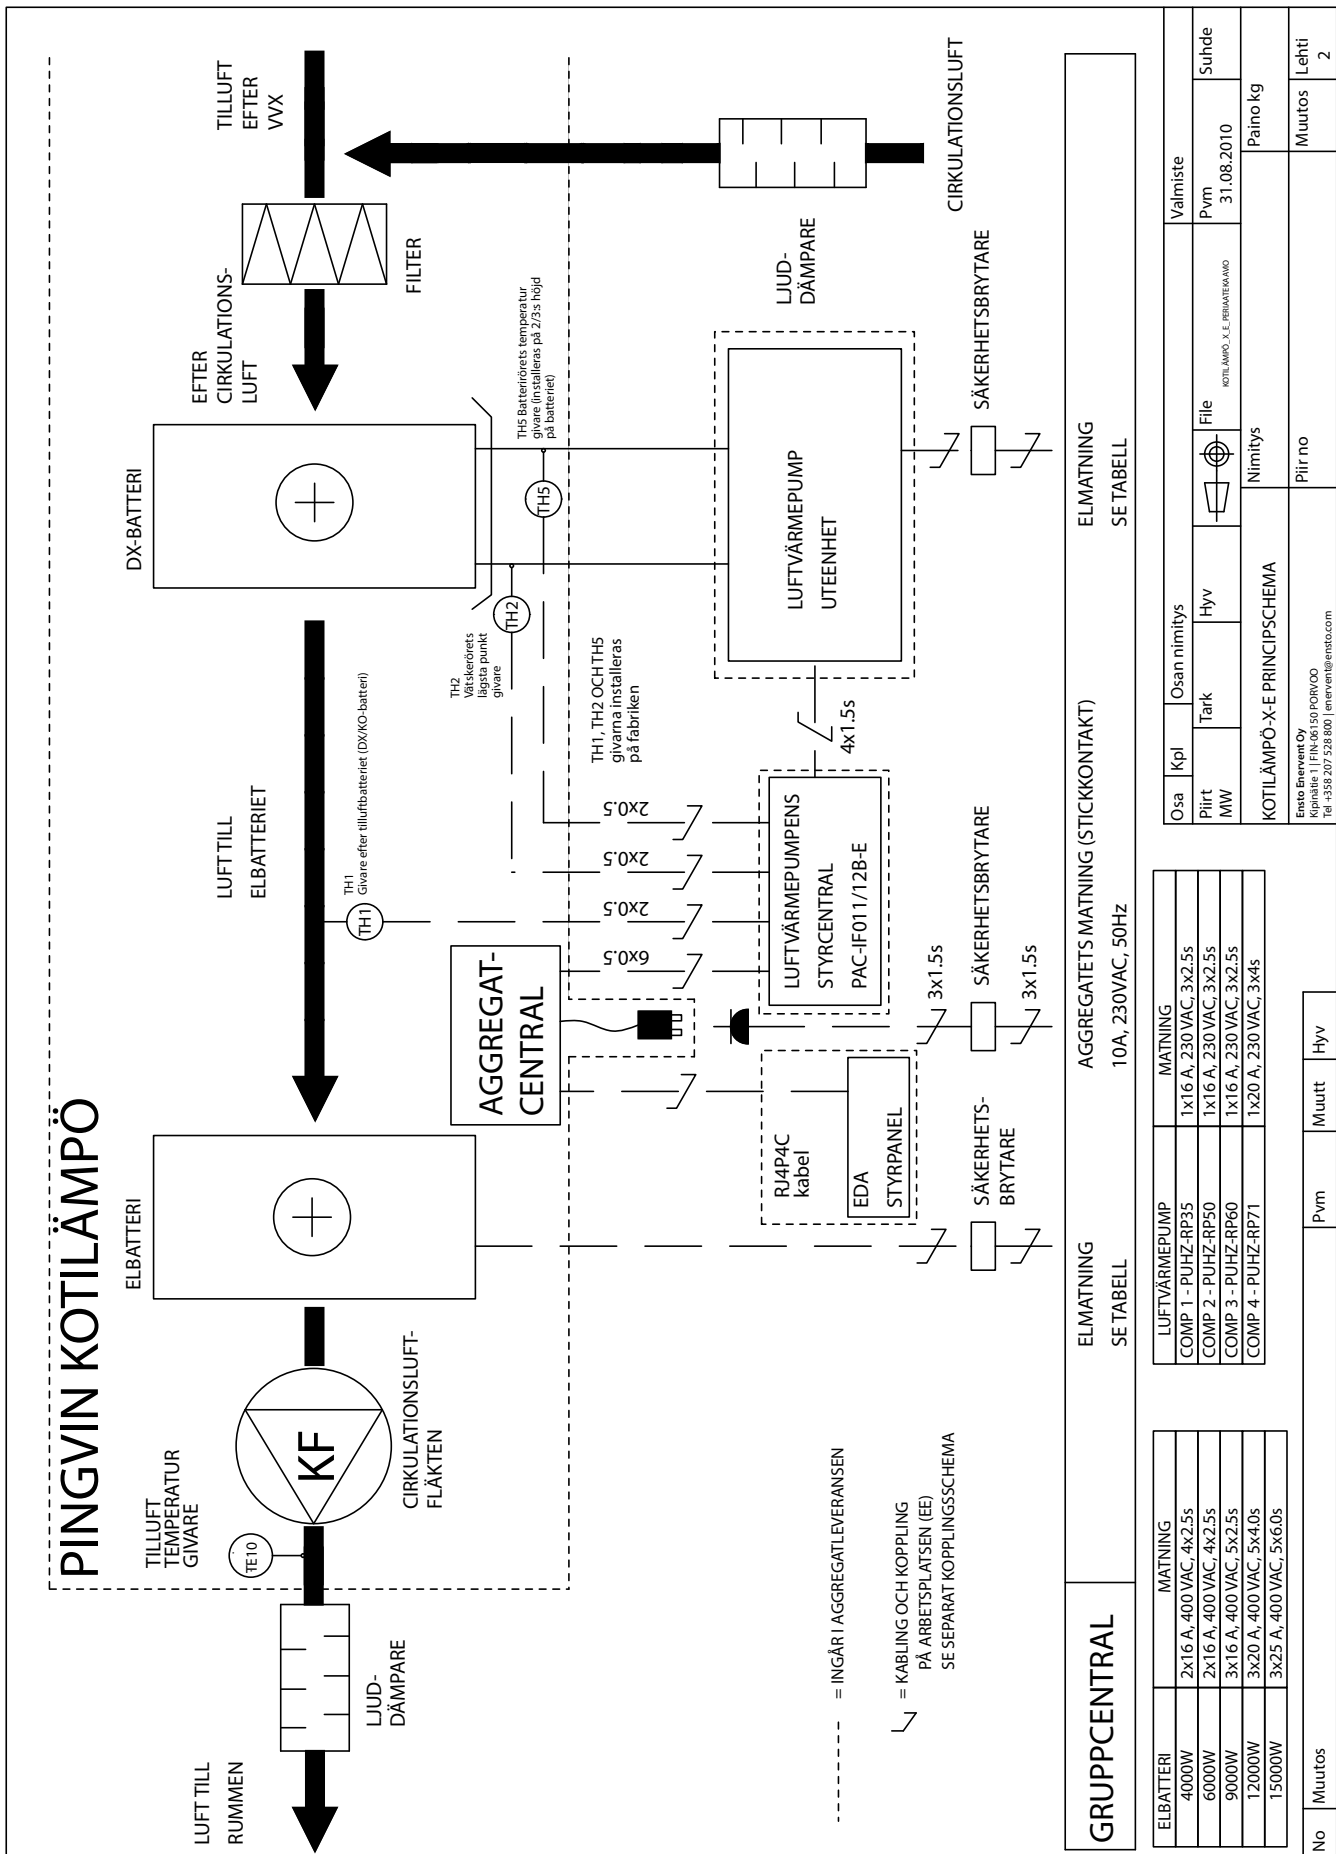 PINGVIN KOTILÄMPÖ
LUFT TILL
RUMMEN
LJUD-
DÄMPARE
TILLUFT
TEMPERATUR
GIVARE
TE10
KF
CIRKULATIONSLUFT-
FLÄKTEN
ELBATTERI
LUFT TILL
ELBATTERIET
TH1
TH1
Givare efter tilluftbatteriet (DX/KO-batteri)
DX-BATTERI
EFTER
CIRKULATIONS-
LUFT
FILTER
TILLUFT
EFTER
VVX
TH2
Vätskerörets
lägsta punkt
givare
TH2
TH5
TH5 Batterirörets temperatur
givare (installeras på 2/3:s höjd
på batteriet)
AGGREGAT-
CENTRAL
6x0.5
2x0.5
2x0.5
2x0.5
TH1, TH2 OCH TH5
givarna installeras
på fabriken
LJUD-
DÄMPARE
CIRKULATIONSLUFT
RJ4P4C
kabel
EDA
STYRPANEL
LUFTVÄRMEPUMPENS
STYRCENTRAL
PAC-IF011/12B-E
4x1.5s
LUFTVÄRMEPUMP
UTEENHET
= INGÅR I AGGREGATLEVERANSEN
= KABLING OCH KOPPLING
PÅ ARBETSPLATSEN (EE)
SE SEPARAT KOPPLINGSSCHEMA
SÄKERHETS-
BRYTARE
3x1.5s
SÄKERHETSBRYTARE
3x1.5s
SÄKERHETSBRYTARE
GRUPPCENTRAL
ELMATNING
SE TABELL
AGGREGATETS MATNING (STICKKONTAKT)
10A, 230VAC, 50Hz
ELMATNING
SE TABELL
ELBATTERI MATNING
4000W 2x16 A, 400 VAC, 4x2.5s
6000W 2x16 A, 400 VAC, 4x2.5s
9000W 3x16 A, 400 VAC, 5x2.5s
12000W 3x20 A, 400 VAC, 5x4.0s
15000W 3x25 A, 400 VAC, 5x6.0s
LUFTVÄRMEPUMP MATNING
COMP 1 - PUHZ-RP35 1x16 A, 230 VAC, 3x2.5s
COMP 2 - PUHZ-RP50 1x16 A, 230 VAC, 3x2.5s
COMP 3 - PUHZ-RP60 1x16 A, 230 VAC, 3x2.5s
COMP 4 - PUHZ-RP71 1x20 A, 230 VAC, 3x4s
No Muutos Pvm Muutt Hyv
Osa Kpl Osan nimitys Valmiste
Piirt Tark Hyv File Pvm Suhde
MW KOTILÄMPÖ_X_E_PERIAATEKAAVIO 31.08.2010
KOTILÄMPÖ-X-E PRINCIPSCHEMA
Nimitys Paino kg
Ensto Enervent Oy
Kipinätie 1 | FIN-06150 PORVOO
Tel +358 207 528 800 | enervent@ensto.com
Piir no Muutos Lehti
2